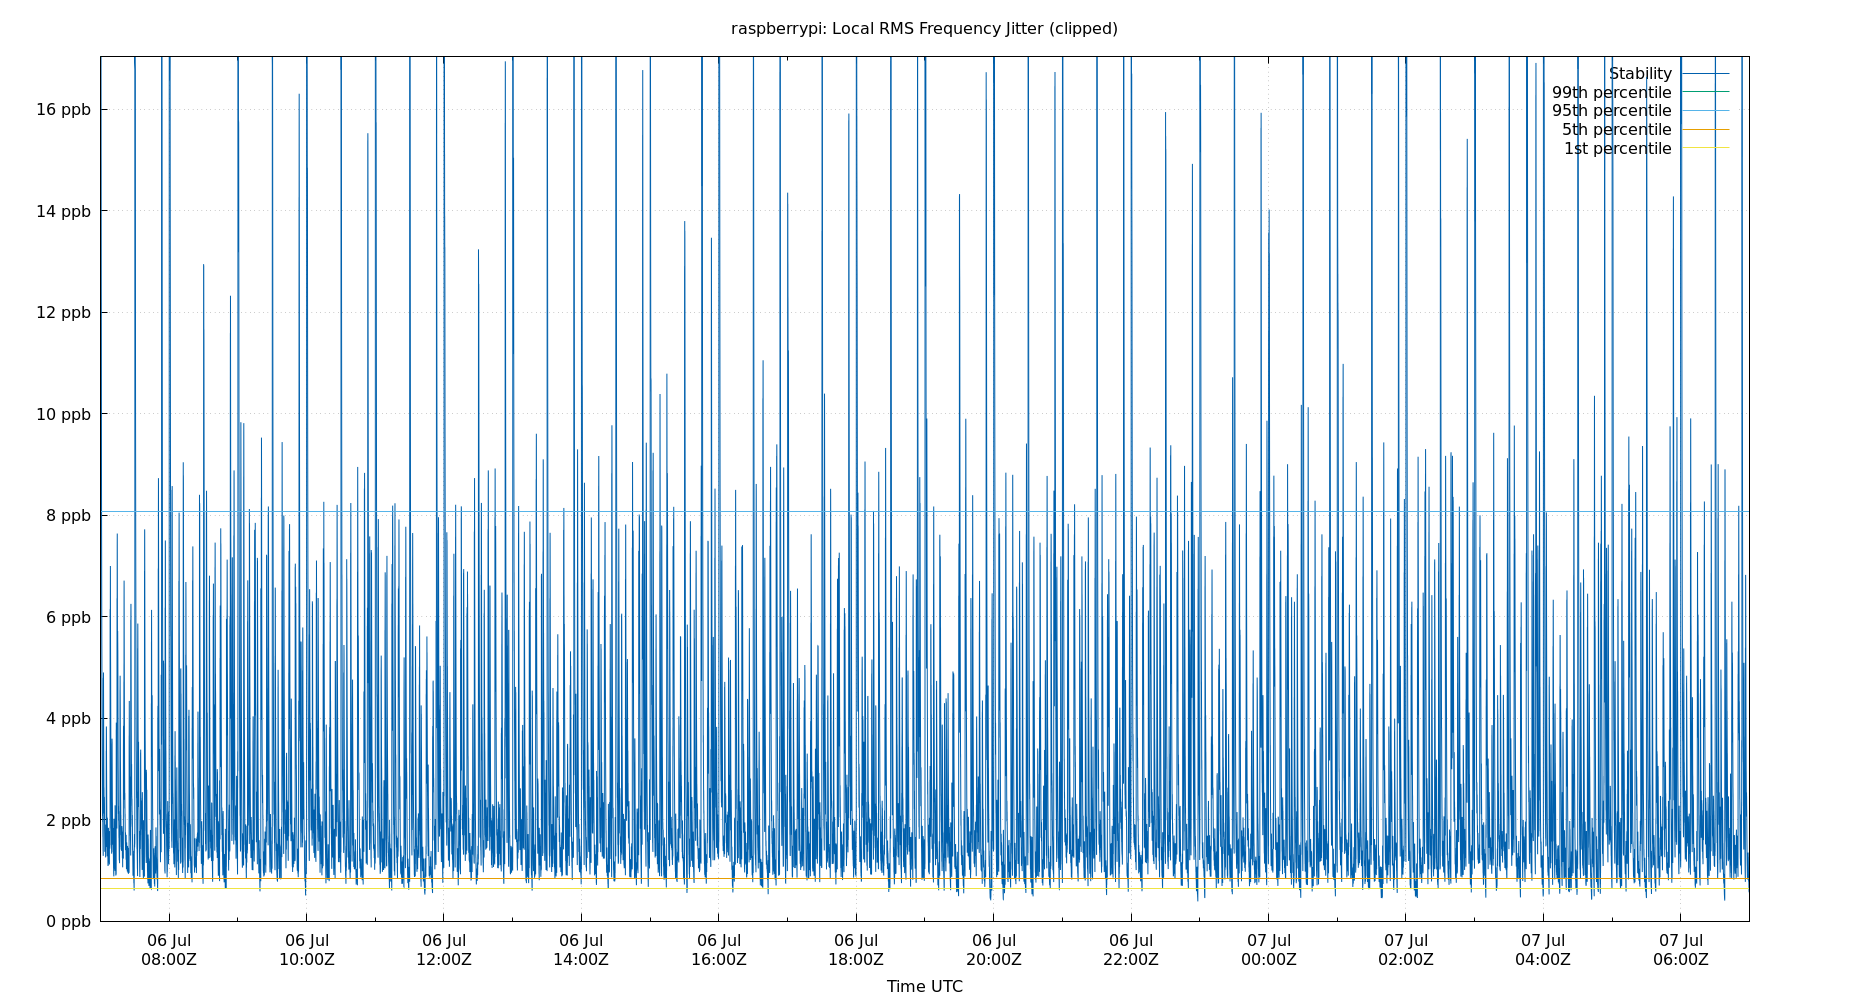 raspberrypi: Local RMS Frequency Jitter (clipped)
Stability
99th percentile
95th percentile
5th percentile
1st percentile
16 ppb
14 ppb
12 ppb
10 ppb
8 ppb
6 ppb
4 ppb
2 ppb
0 ppb
06 Jul 06 Jul 06 Jul 06 Jul 06 Jul 06 Jul 06 Jul 06 Jul 07 Jul 07 Jul 07 Jul 07 Jul
08:00Z 10:00Z 12:00Z 14:00Z 16:00Z 18:00Z 20:00Z 22:00Z 00:00Z 02:00Z 04:00Z 06:00Z
Time UTC